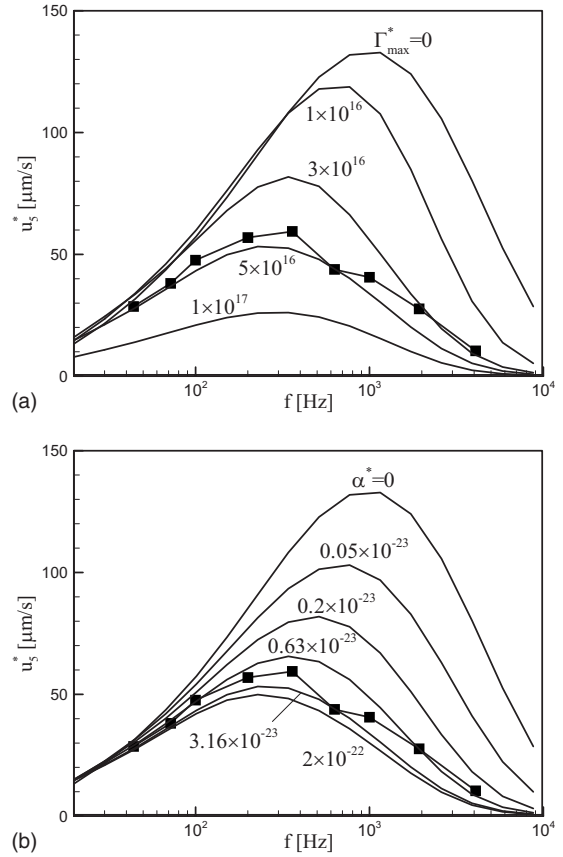 150
Γ*max=0
1×10^16
100
3×10^16
u5* [μm/s]
50
5×10^16
1×10^17
0
10^2
10^3
10^4
(a)
f [Hz]
150
α*=0
0.05×10^-23
100
0.2×10^-23
u5* [μm/s]
0.63×10^-23
50
3.16×10^-23
2×10^-22
0
10^2
10^3
10^4
(b)
f [Hz]